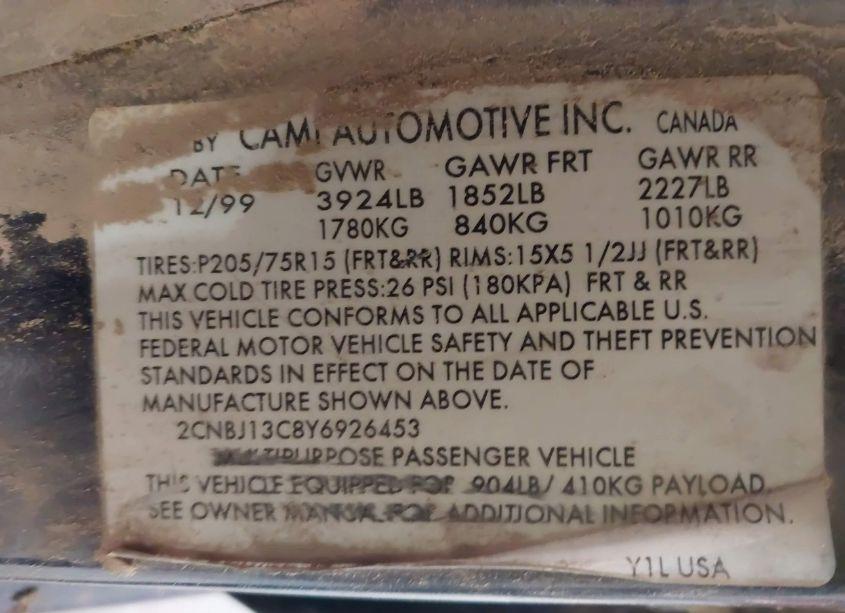 BY CAMI AUTOMOTIVE INC. CANADA
DATE GVWR GAWR FRT GAWR RR
12/99 3924LB 1852LB 2227LB
1780KG 840KG 1010KG
TIRES:P205/75R15 (FRT&RR) RIMS:15X5 1/2JJ (FRT&RR)
MAX COLD TIRE PRESS:26 PSI (180KPA) FRT & RR
THIS VEHICLE CONFORMS TO ALL APPLICABLE U.S.
FEDERAL MOTOR VEHICLE SAFETY AND THEFT PREVENTION
STANDARDS IN EFFECT ON THE DATE OF
MANUFACTURE SHOWN ABOVE.
2CNBJ13C8Y6926453
MULTIPURPOSE PASSENGER VEHICLE
THIS VEHICLE EQUIPPED FOR 904LB/ 410KG PAYLOAD.
SEE OWNER MANUAL FOR ADDITIONAL INFORMATION.
Y1L USA